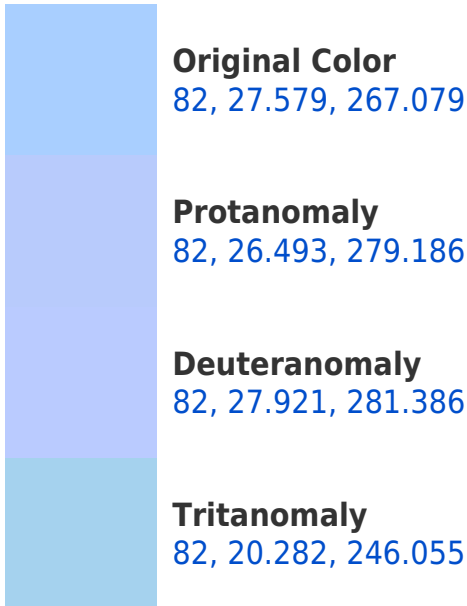 Original Color
82, 27.579, 267.079
Protanomaly
82, 26.493, 279.186
Deuteranomaly
82, 27.921, 281.386
Tritanomaly
82, 20.282, 246.055